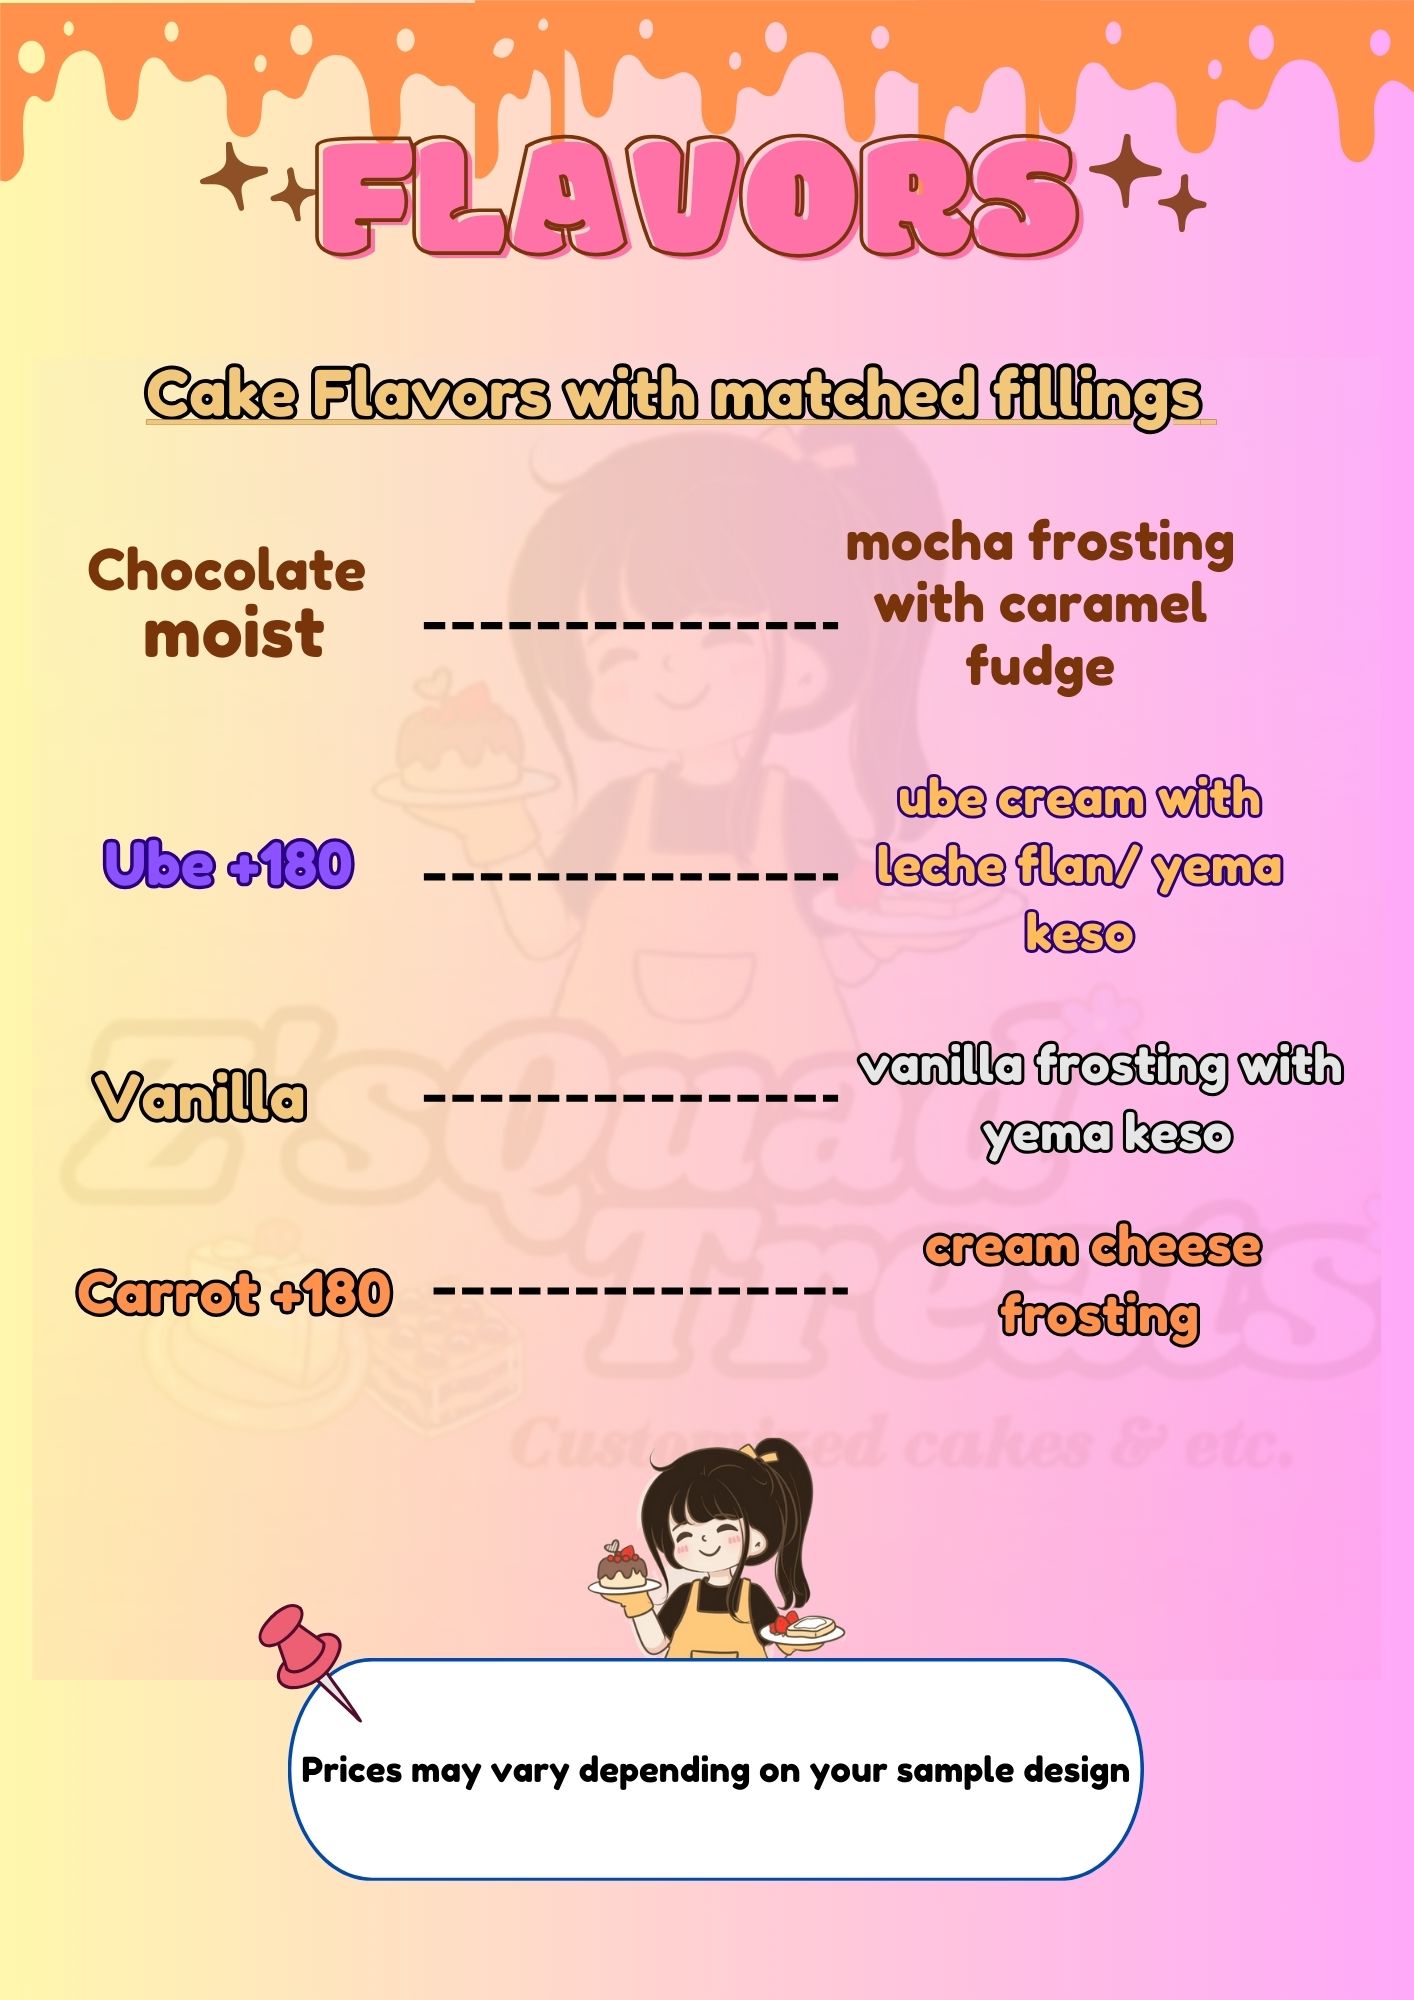 FLAVORS
Cake Flavors with matched fillings
Chocolate
moist
mocha frosting
with caramel
fudge
Ube +180
ube cream with
leche flan/ yema
keso
Vanilla
vanilla frosting with
yema keso
Carrot +180
cream cheese
frosting
Z'sQuad
Treats
Customized cakes & etc.
Prices may vary depending on your sample design